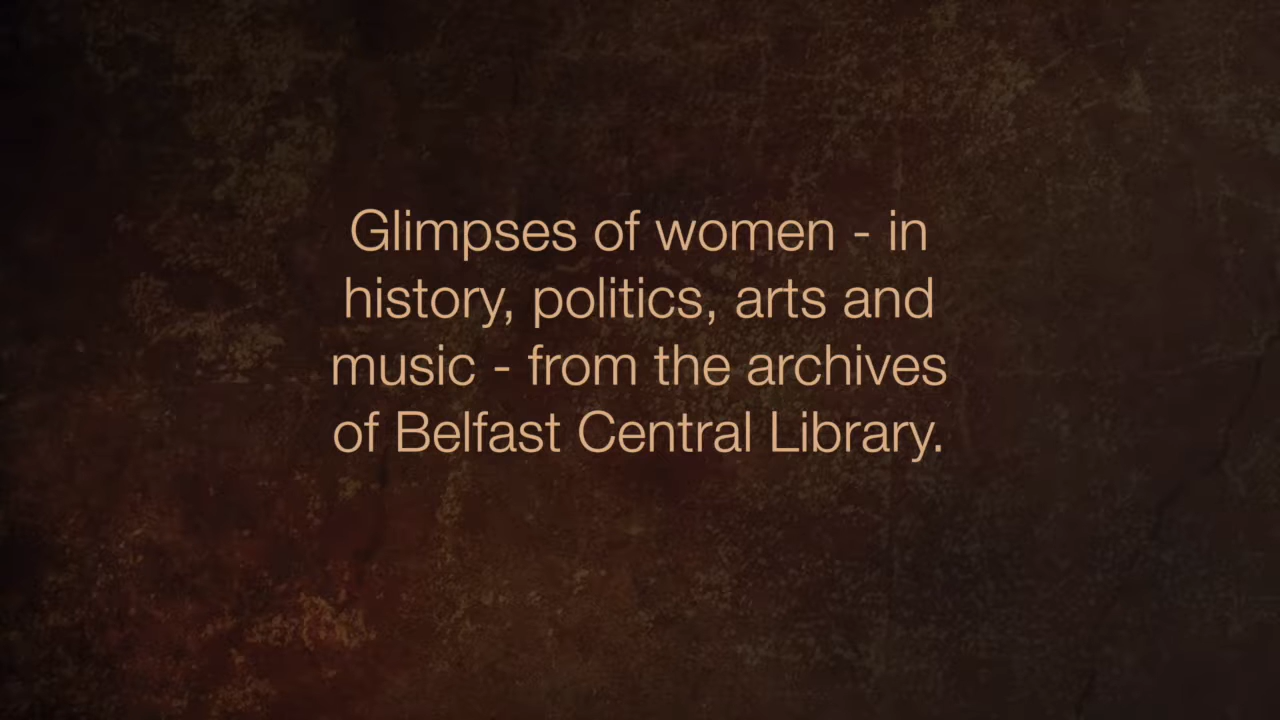 Glimpses of women - in
history, politics, arts and
music - from the archives
of Belfast Central Library.